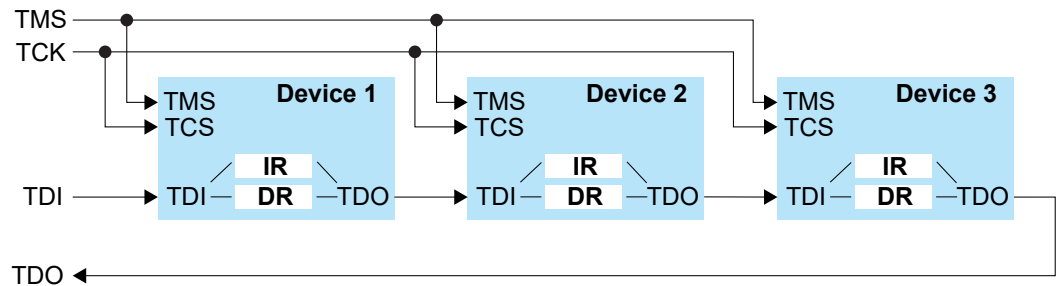 TMS
TCK
Device 1
Device 2
Device 3
TMS
TMS
TMS
TCS
TCS
TCS
IR
IR
IR
TDI
TDI
DR
TDO
TDI
DR
TDO
TDI
DR
TDO
TDO